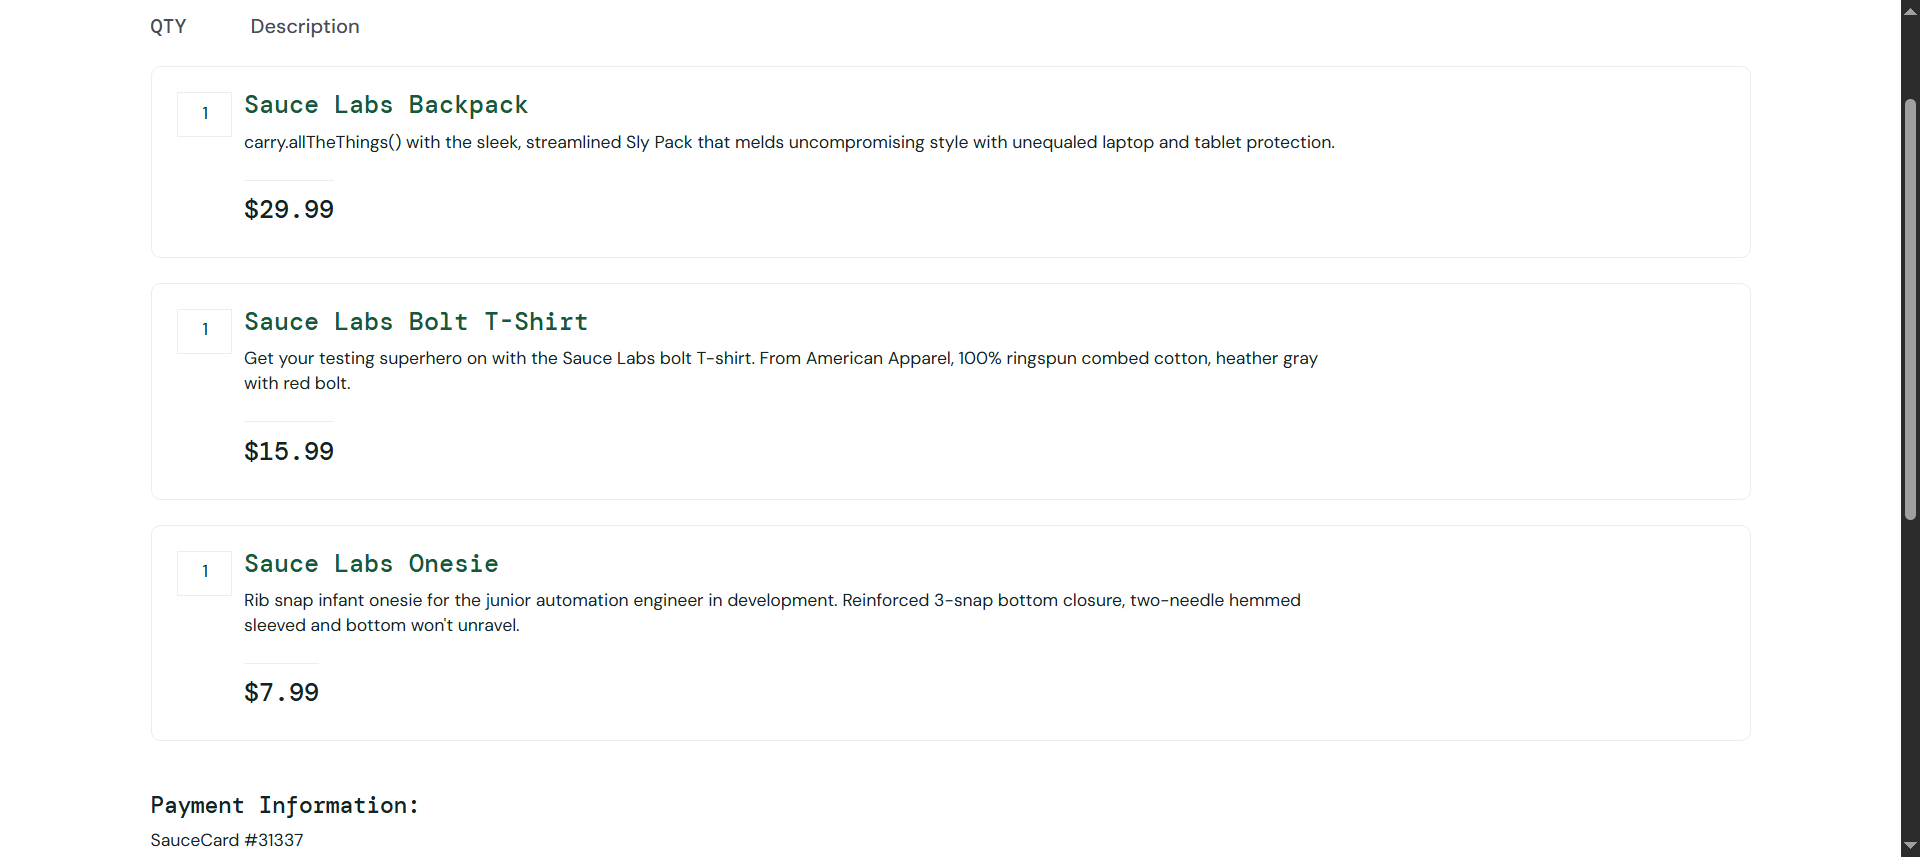 QTY Description
1 Sauce Labs Backpack
carry.allTheThings() with the sleek, streamlined Sly Pack that melds uncompromising style with unequaled laptop and tablet protection.
$29.99
1 Sauce Labs Bolt T-Shirt
Get your testing superhero on with the Sauce Labs bolt T-shirt. From American Apparel, 100% ringspun combed cotton, heather gray
with red bolt.
$15.99
1 Sauce Labs Onesie
Rib snap infant onesie for the junior automation engineer in development. Reinforced 3-snap bottom closure, two-needle hemmed
sleeved and bottom won't unravel.
$7.99
Payment Information:
SauceCard #31337